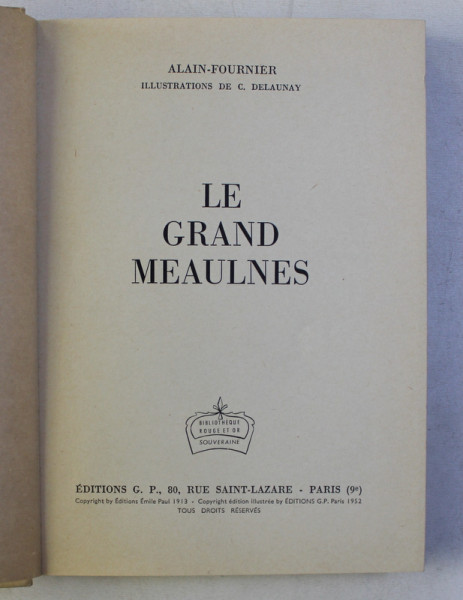 ALAIN-FOURNIER
ILLUSTRATIONS DE C. DELAUNAY
LE
GRAND
MEAULNES
BIBLIOTHÈQUE
ROUGE ET OR
SOUVERAINE
ÉDITIONS G. P., 80, RUE SAINT-LAZARE - PARIS (9e)
Copyright by Éditions Émile Paul 1913 - Copyright édition illustrée by ÉDITIONS G.P. Paris 1952
TOUS DROITS RÉSERVÉS